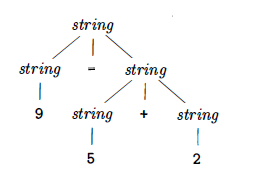 string
string - string
9 string + string
5 2